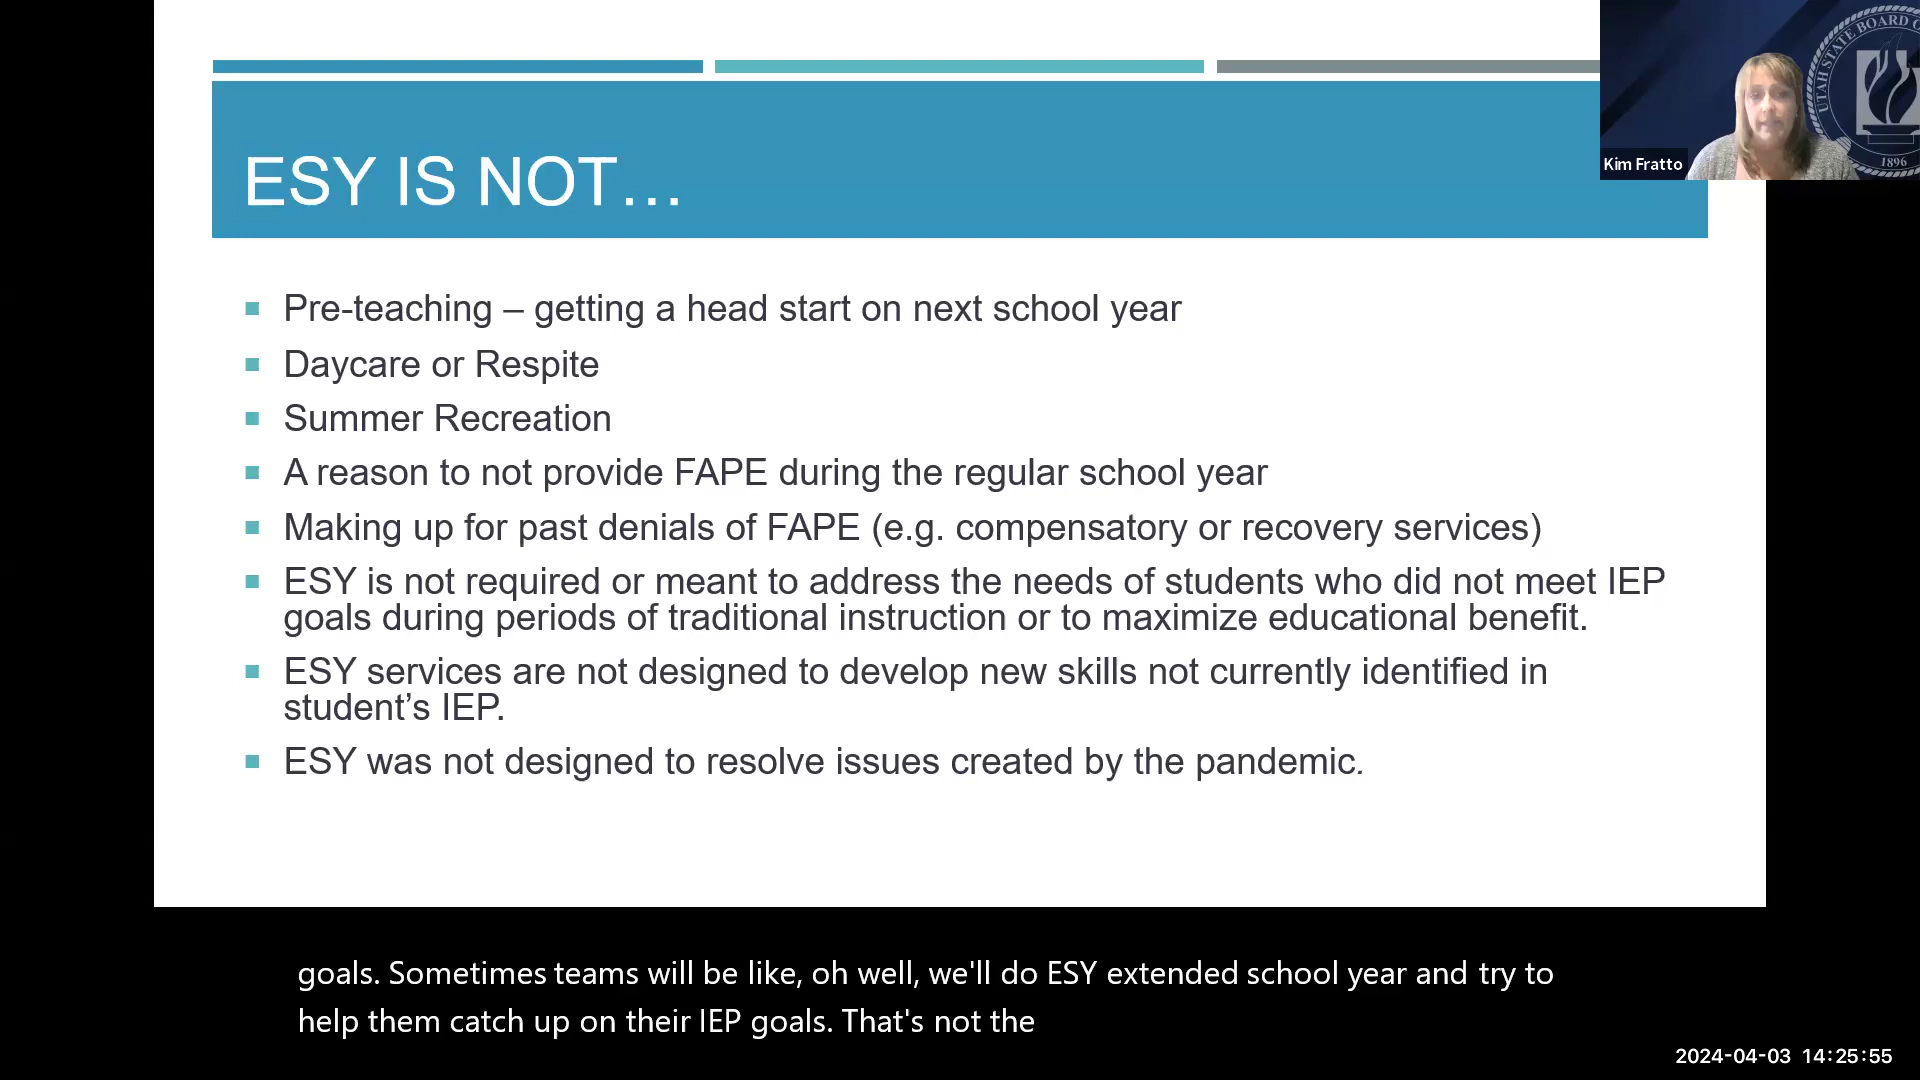 UTAH STATE BOARD
1896
Kim Fratto
ESY IS NOT…
Pre-teaching – getting a head start on next school year
Daycare or Respite
Summer Recreation
A reason to not provide FAPE during the regular school year
Making up for past denials of FAPE (e.g. compensatory or recovery services)
ESY is not required or meant to address the needs of students who did not meet IEP
goals during periods of traditional instruction or to maximize educational benefit.
ESY services are not designed to develop new skills not currently identified in
student’s IEP.
ESY was not designed to resolve issues created by the pandemic.
goals. Sometimes teams will be like, oh well, we'll do ESY extended school year and try to
help them catch up on their IEP goals. That's not the
2024-04-03 14:25:55